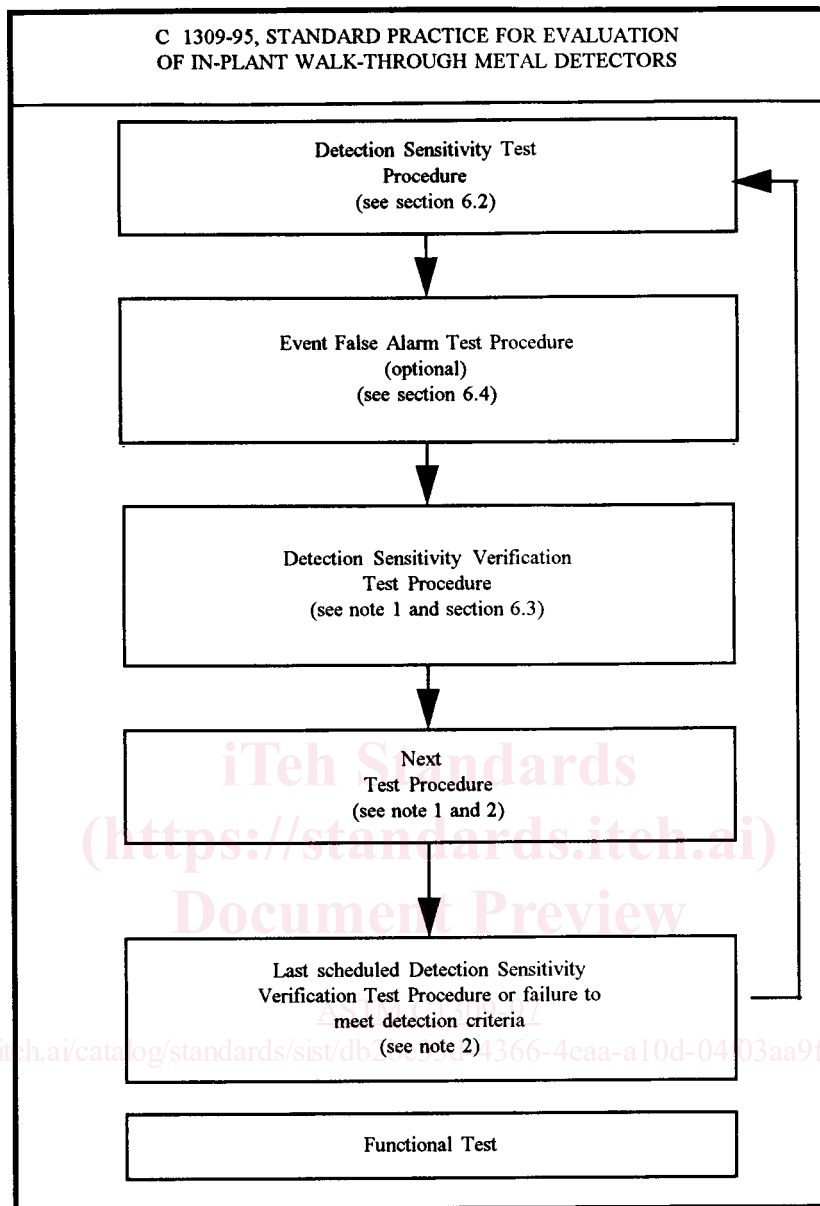 C 1309-95, STANDARD PRACTICE FOR EVALUATION
OF IN-PLANT WALK-THROUGH METAL DETECTORS
Detection Sensitivity Test
Procedure
(see section 6.2)
Event False Alarm Test Procedure
(optional)
(see section 6.4)
Detection Sensitivity Verification
Test Procedure
(see note 1 and section 6.3)
iTeh Standards
Next
Test Procedure
(see note 1 and 2)
(https://standards.iteh.ai)
Document Preview
Last scheduled Detection Sensitivity
Verification Test Procedure or failure to
meet detection criteria
(see note 2)
Functional Test